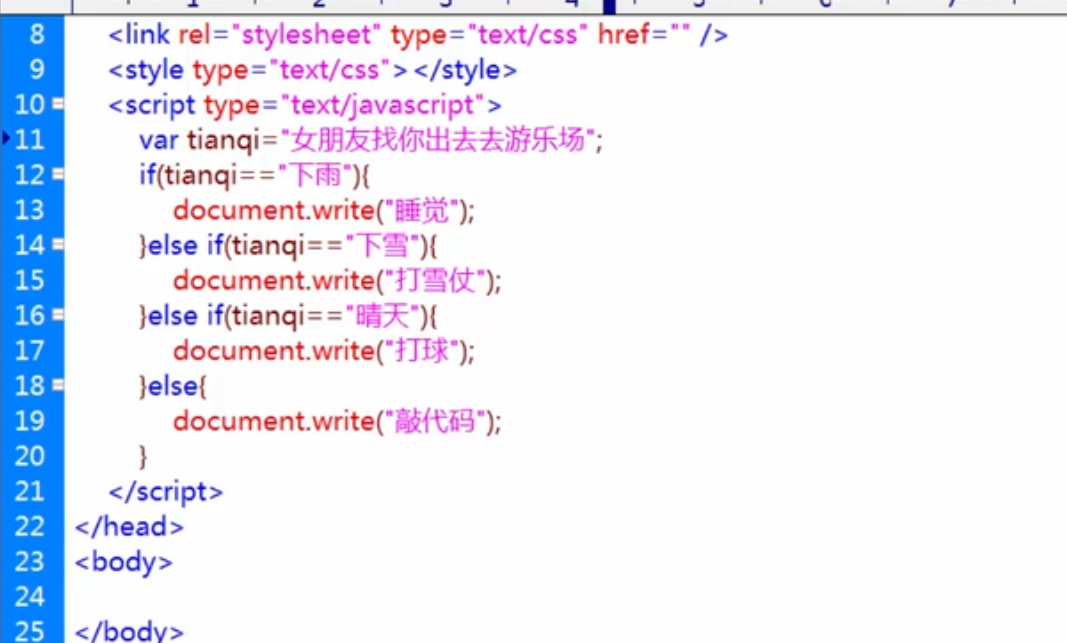 8 <link rel="stylesheet" type="text/css" href="" />
9 <style type="text/css"></style>
10 <script type="text/javascript">
11 var tianqi="女朋友找你出去去游乐场";
12 if(tianqi=="下雨"){
13 document.write("睡觉");
14 }else if(tianqi=="下雪"){
15 document.write("打雪仗");
16 }else if(tianqi=="晴天"){
17 document.write("打球");
18 }else{
19 document.write("敲代码");
20 }
21 </script>
22 </head>
23 <body>
24
25 </body>